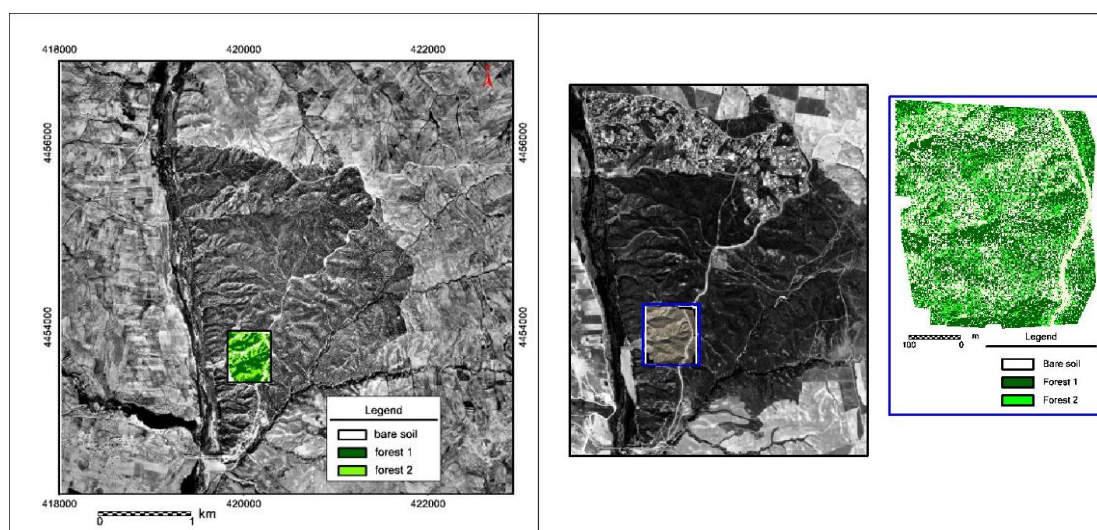 418000 420000 422000
4456000 4456000
4454000 4454000
Legend
bare soil
forest 1
forest 2
418000 420000 422000
0 1 km
100 0 m
Legend
Bare soil
Forest 1
Forest 2